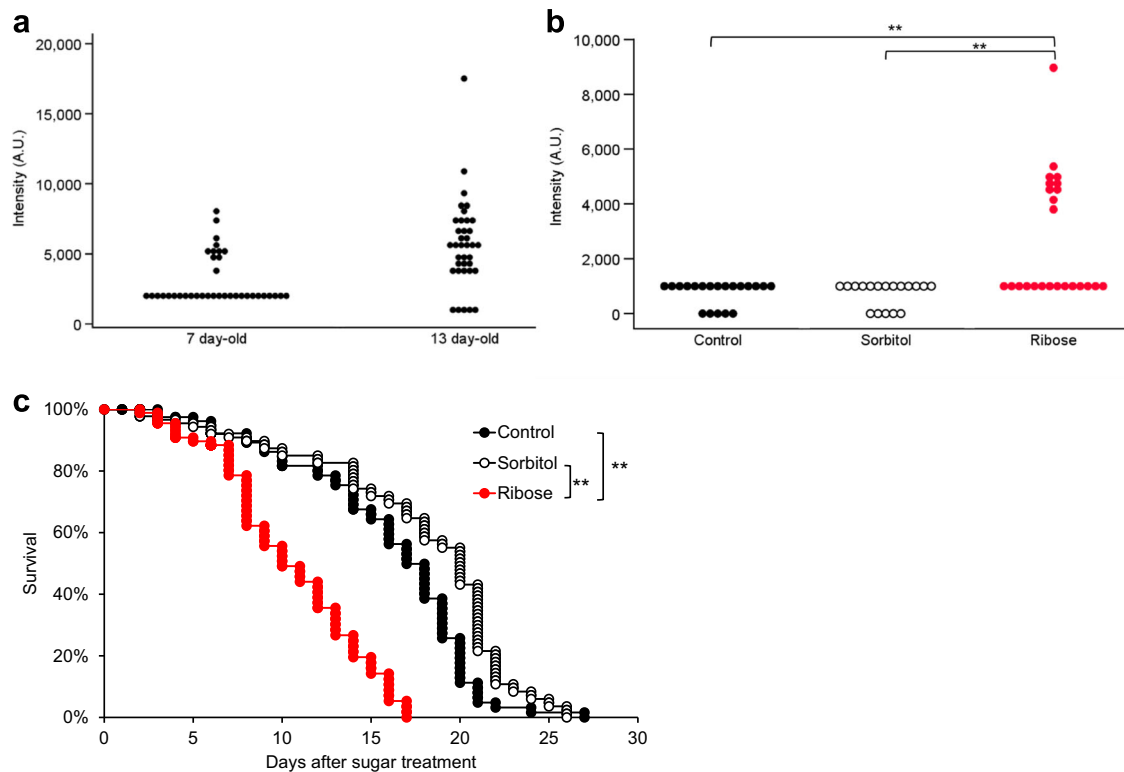 a
20,000
15,000
10,000
5,000
0
Intensity (A.U.)
7 day-old
13 day-old
b
10,000
8,000
6,000
4,000
2,000
0
Intensity (A.U.)
**
**
Control
Sorbitol
Ribose
c
100%
80%
60%
40%
20%
0%
Survival
Control
Sorbitol
Ribose
**
**
0
5
10
15
20
25
30
Days after sugar treatment